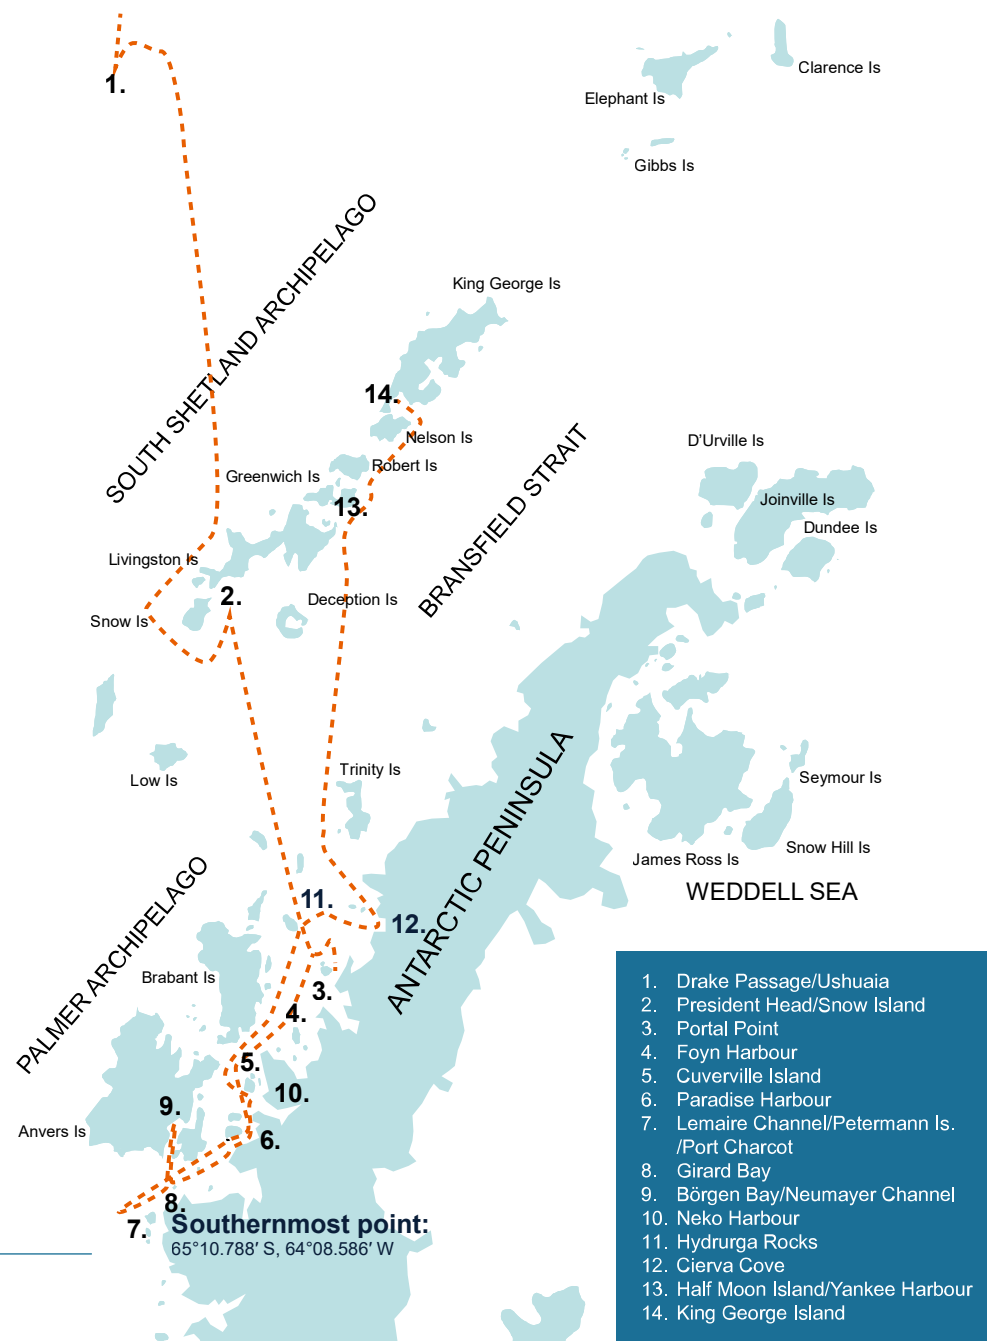 1.
Clarence Is
Elephant Is
Gibbs Is
SOUTH SHETLAND ARCHIPELAGO
King George Is
14.
Nelson Is
Robert Is
Greenwich Is
13.
BRANSFIELD STRAIT
D'Urville Is
Joinville Is
Dundee Is
Livingston Is
2.
Deception Is
Snow Is
Low Is
Trinity Is
ANTARCTIC PENINSULA
Seymour Is
Snow Hill Is
James Ross Is
WEDDELL SEA
PALMER ARCHIPELAGO
11.
12.
Brabant Is
3.
4.
5.
10.
9.
Anvers Is
6.
8.
7.
Southernmost point:
65°10.788′ S, 64°08.586′ W
1. Drake Passage/Ushuaia
2. President Head/Snow Island
3. Portal Point
4. Foyn Harbour
5. Cuverville Island
6. Paradise Harbour
7. Lemaire Channel/Petermann Is.
/Port Charcot
8. Girard Bay
9. Börgen Bay/Neumayer Channel
10. Neko Harbour
11. Hydrurga Rocks
12. Cierva Cove
13. Half Moon Island/Yankee Harbour
14. King George Island